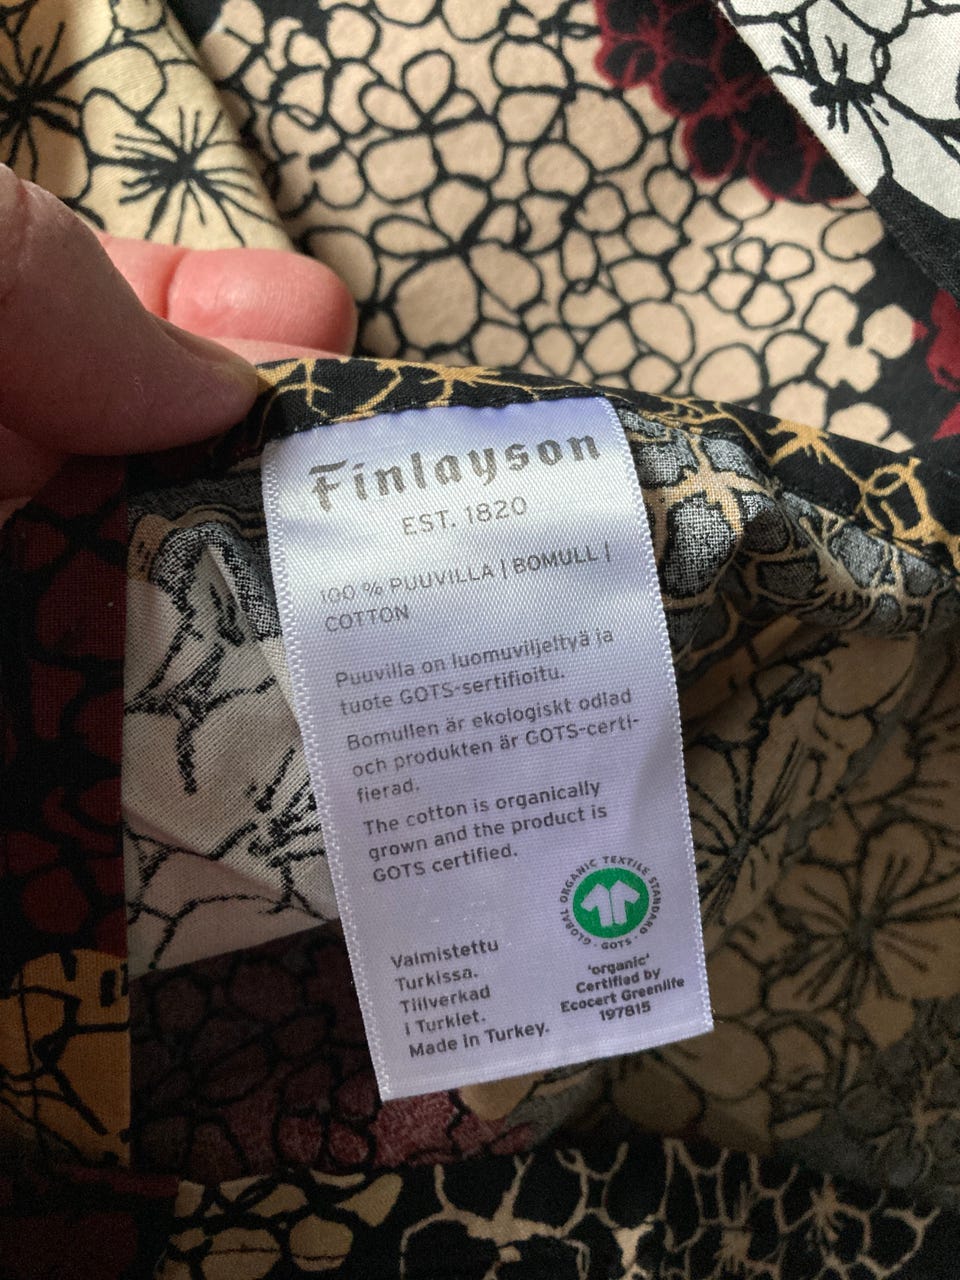 Finlayson
EST. 1820
100 % PUUVILLA | BOMULL |
COTTON
Puuvilla on luomuviljeltyä ja
tuote GOTS-sertifioitu.
Bomullen är ekologiskt odlad
och produkten är GOTS-certi-
fierad.
The cotton is organically
grown and the product is
GOTS certified.
GLOBAL ORGANIC TEXTILE STANDARD
· GOTS ·
Valmistettu
Turkissa.
Tillverkad
i Turkiet.
Made in Turkey.
'organic'
Certified by
Ecocert Greenlife
197815